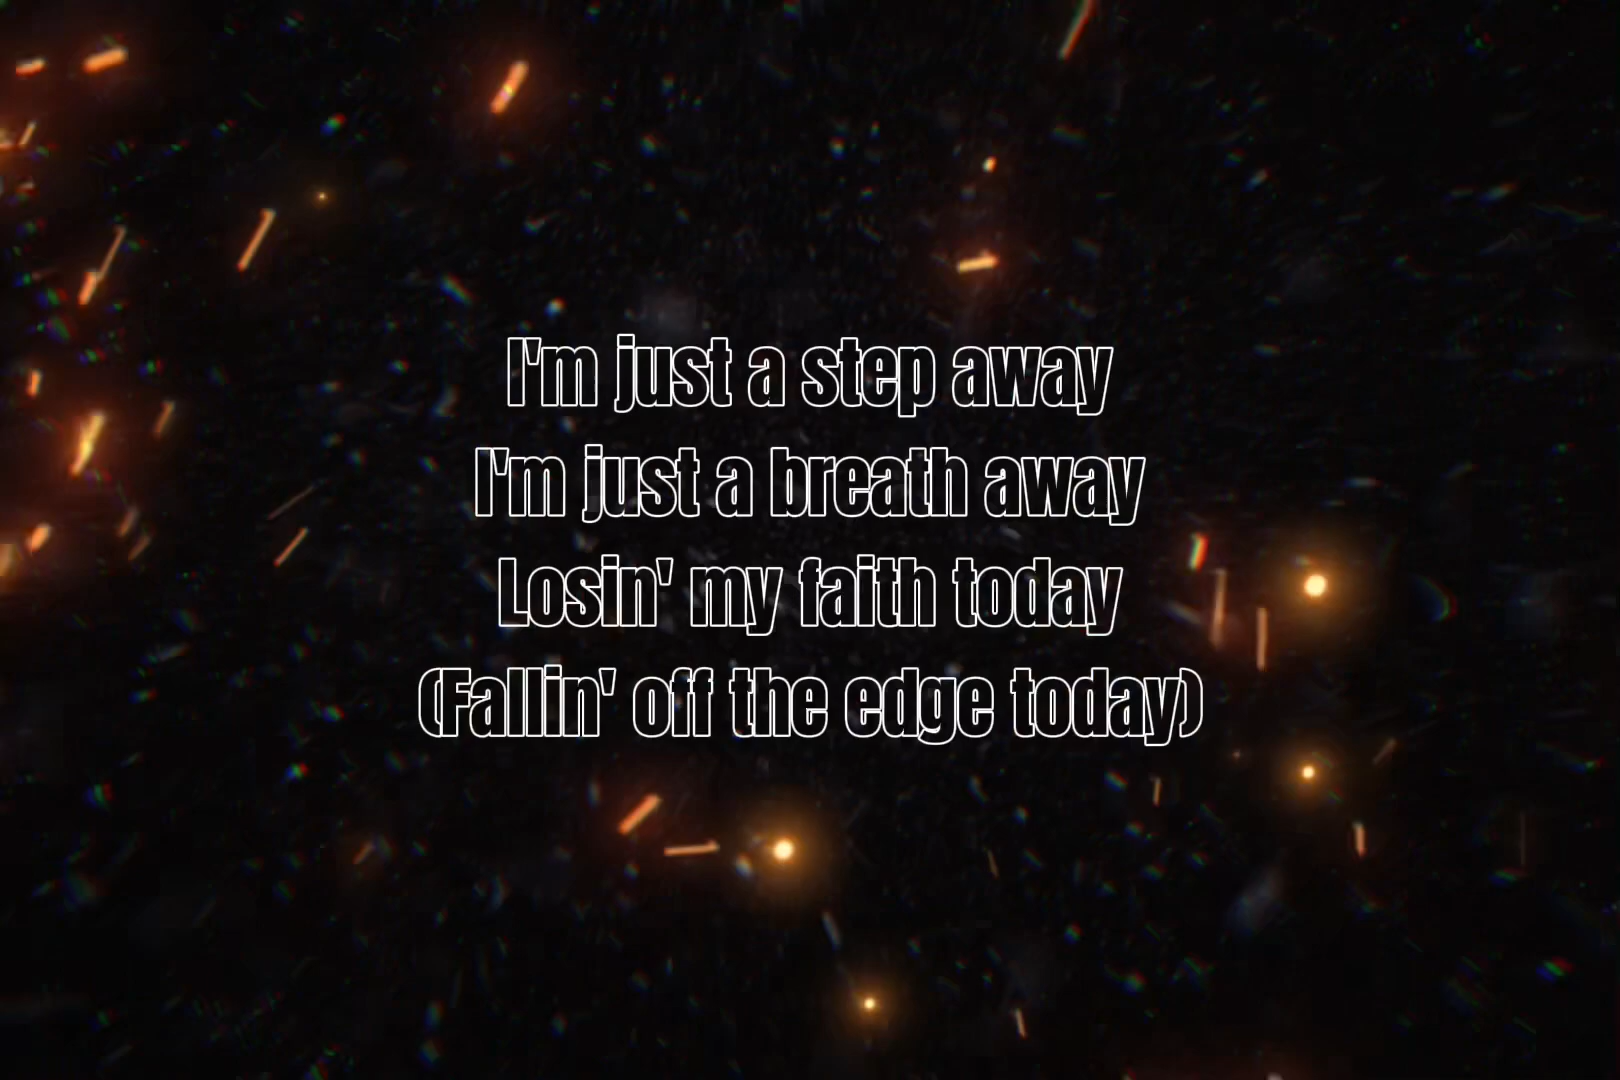 I'm just a step away
I'm just a breath away
Losin' my faith today
(Fallin' off the edge today)